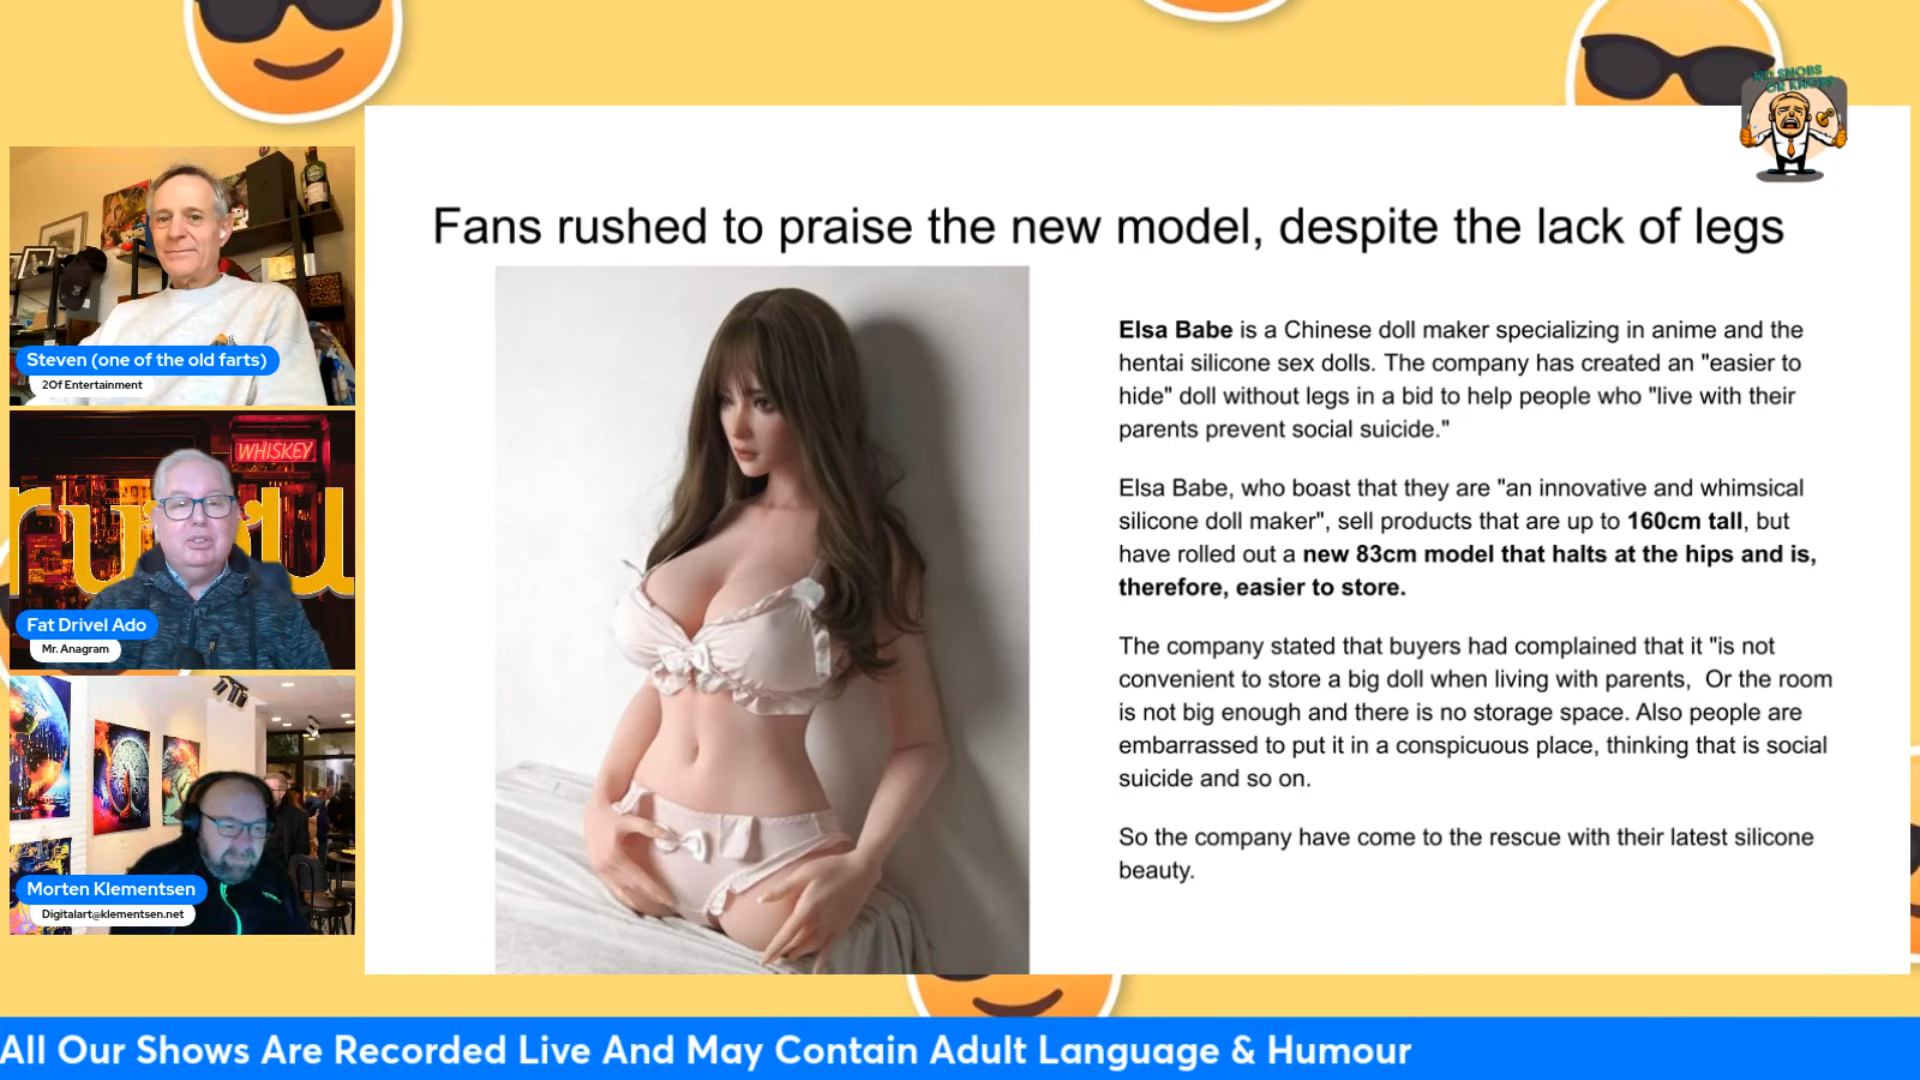 NO SNOBS
OR KNOBS
Fans rushed to praise the new model, despite the lack of legs
Steven (one of the old farts)
2Of Entertainment
WHISKEY
ruru
Fat Drivel Ado
Mr. Anagram
Morten Klementsen
Digitalart@klementsen.net
Elsa Babe is a Chinese doll maker specializing in anime and the
hentai silicone sex dolls. The company has created an "easier to
hide" doll without legs in a bid to help people who "live with their
parents prevent social suicide."
Elsa Babe, who boast that they are "an innovative and whimsical
silicone doll maker", sell products that are up to 160cm tall, but
have rolled out a new 83cm model that halts at the hips and is,
therefore, easier to store.
The company stated that buyers had complained that it "is not
convenient to store a big doll when living with parents,  Or the room
is not big enough and there is no storage space. Also people are
embarrassed to put it in a conspicuous place, thinking that is social
suicide and so on.
So the company have come to the rescue with their latest silicone
beauty.
All Our Shows Are Recorded Live And May Contain Adult Language & Humour